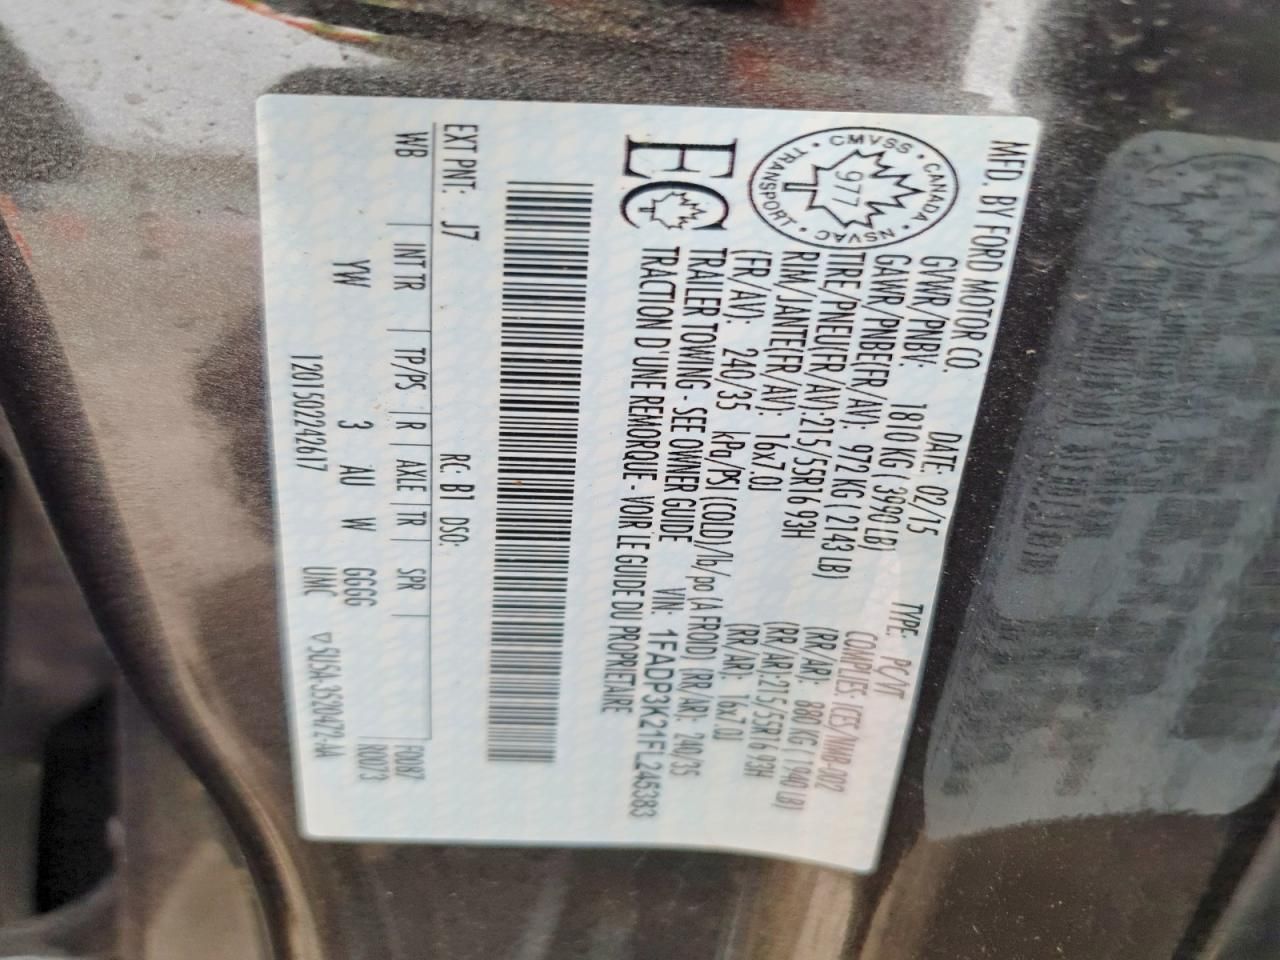 MFD. BY FORD MOTOR CO.
DATE: 02/15 TYPE: PC/VT
GVWR/PNBV: 1810 KG (3990 LB) COMPLIES ICES/NMB-002
GAWR/PNBE(FR/AV): 972 KG (2143 LB) (RR/AR): 880 KG (1940 LB)
TIRE/PNEU(FR/AV):215/55R16 93H (RR/AR):215/55R16 93H
RIM/JANTE(FR/AV): 16x7.0J (RR/AR): 16x7.0J
(FR/AV): 240/35 kPa/PSI(COLD)/lb/po(A FROID) (RR/AR): 240/35
TRAILER TOWING - SEE OWNER GUIDE VIN: 1FADP3K21FL245383
TRACTION D'UNE REMORQUE - VOIR LE GUIDE DU PROPRIETAIRE
CMVSS · CANADA · NSVAC · TRANSPORT ·
977
T
EC
EXT PNT: J7 RC: B1 DSO:
WB INT TR TP/PS R AXLE TR SPR F0087
YW 3 AU W GGGG R0073
1201502242617 UMC ▽5U5A-3520472-AA